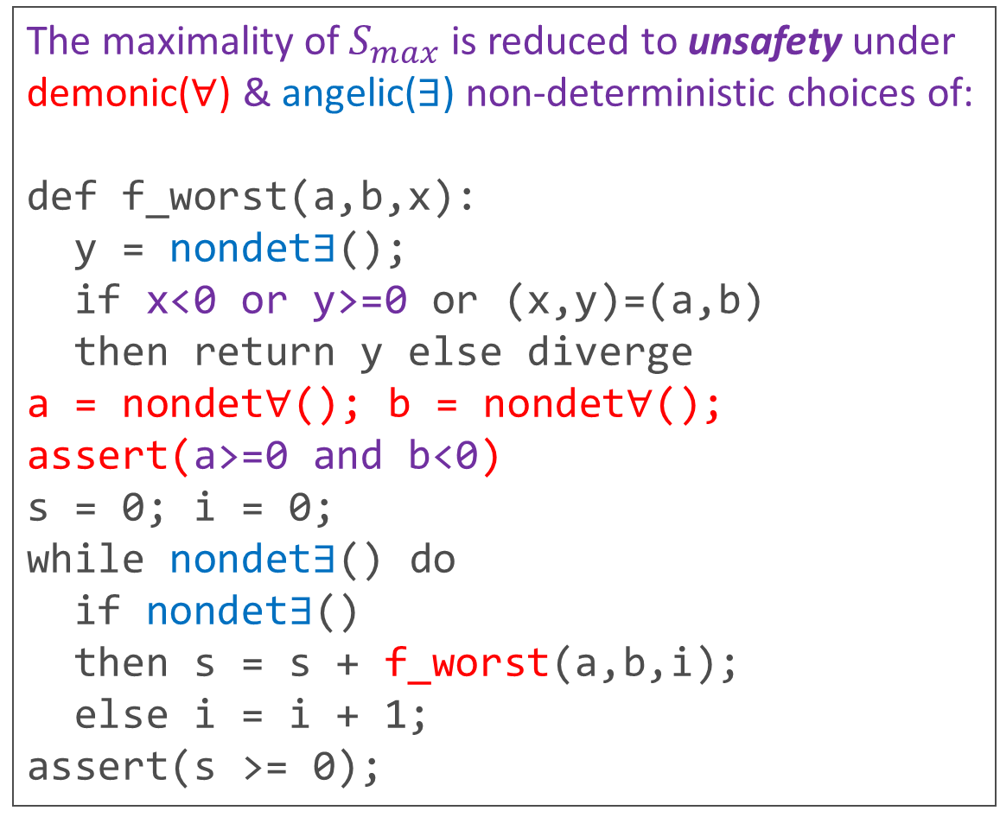 The maximality of S_max is reduced to unsafety under
demonic(∀) & angelic(∃) non-deterministic choices of:
def f_worst(a,b,x):
  y = nondet∃();
  if x<0 or y>=0 or (x,y)=(a,b)
  then return y else diverge
a = nondet∀(); b = nondet∀();
assert(a>=0 and b<0)
s = 0; i = 0;
while nondet∃() do
  if nondet∃()
  then s = s + f_worst(a,b,i);
  else i = i + 1;
assert(s >= 0);